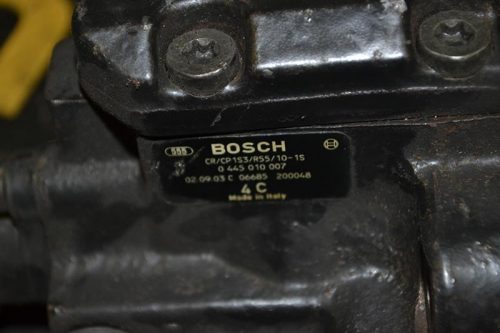 555 BOSCH
CR/CP1S3/R55/10-1S
0 445 010 007
02.09.03 C 06685 200048
4 C
Made in Italy